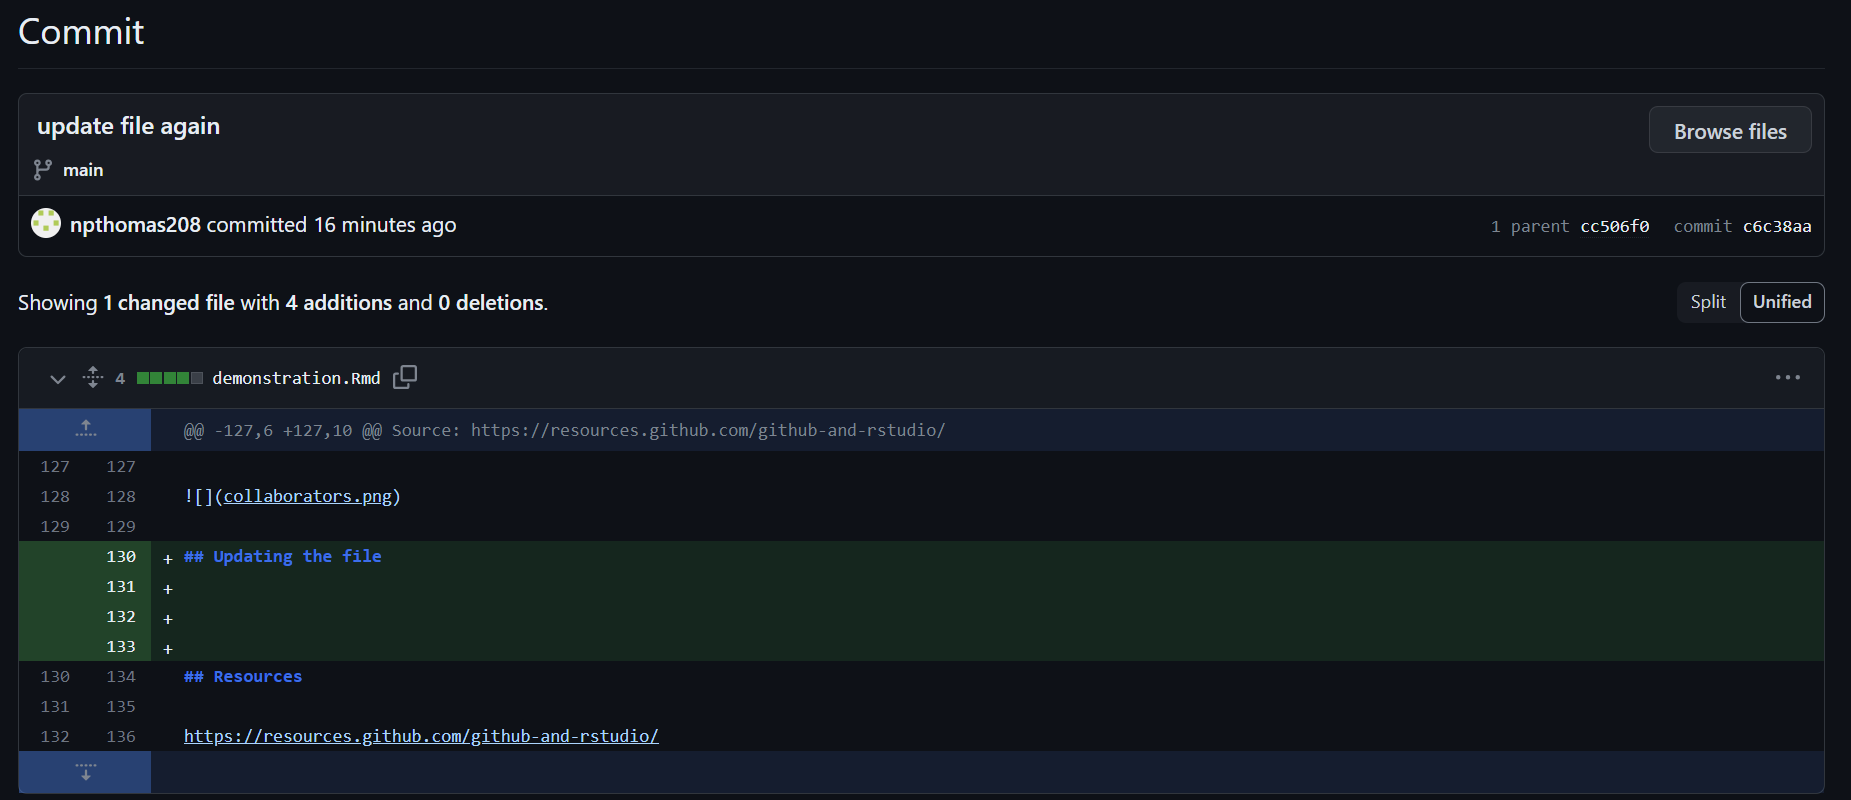 Commit
update file again
Browse files
main
npthomas208 committed 16 minutes ago
1 parent cc506f0 commit c6c38aa
Showing 1 changed file with 4 additions and 0 deletions.
Split Unified
4 demonstration.Rmd
@@ -127,6 +127,10 @@ Source: https://resources.github.com/github-and-rstudio/
127 127
128 128 ![](collaborators.png)
129 129
130 + ## Updating the file
131 +
132 +
133 +
130 134 ## Resources
131 135
132 136 https://resources.github.com/github-and-rstudio/